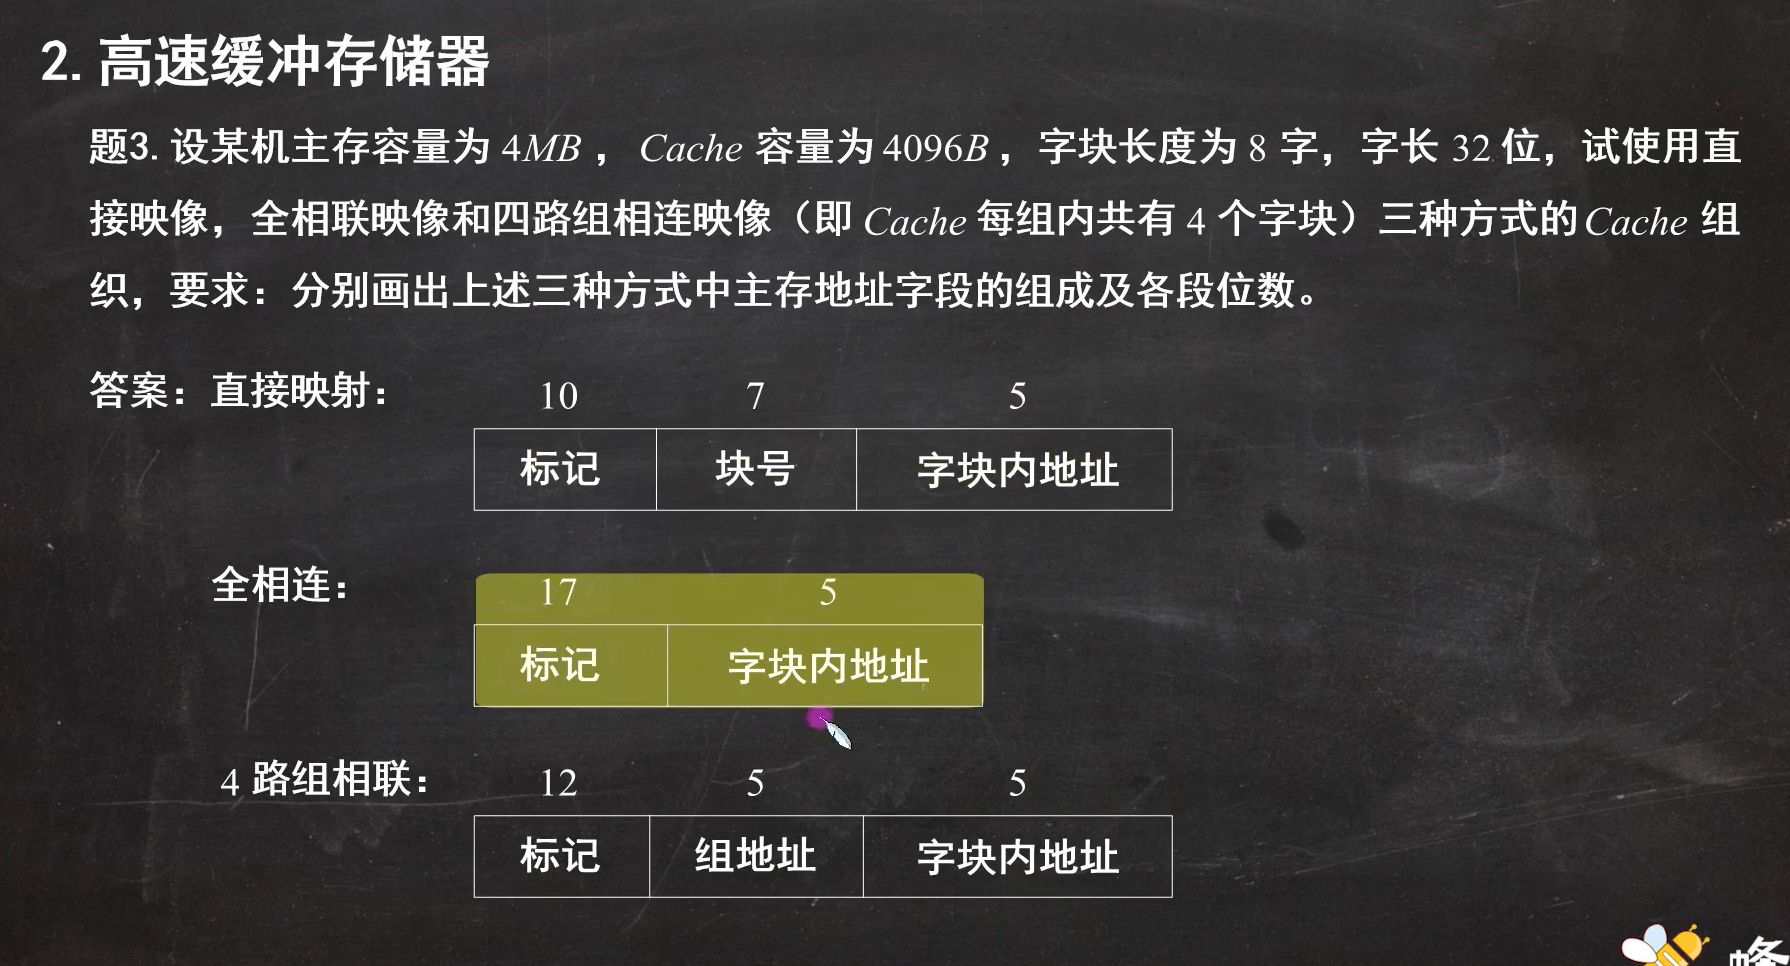 2. 高速缓冲存储器
题3. 设某机主存容量为 4MB ， Cache 容量为 4096B ，字块长度为 8 字，字长 32 位，试使用直
接映像，全相联映像和四路组相连映像（即 Cache 每组内共有 4 个字块）三种方式的 Cache 组
织，要求：分别画出上述三种方式中主存地址字段的组成及各段位数。
答案：直接映射： 10 7 5
标记 块号 字块内地址
全相连： 17 5
标记 字块内地址
4 路组相联： 12 5 5
标记 组地址 字块内地址